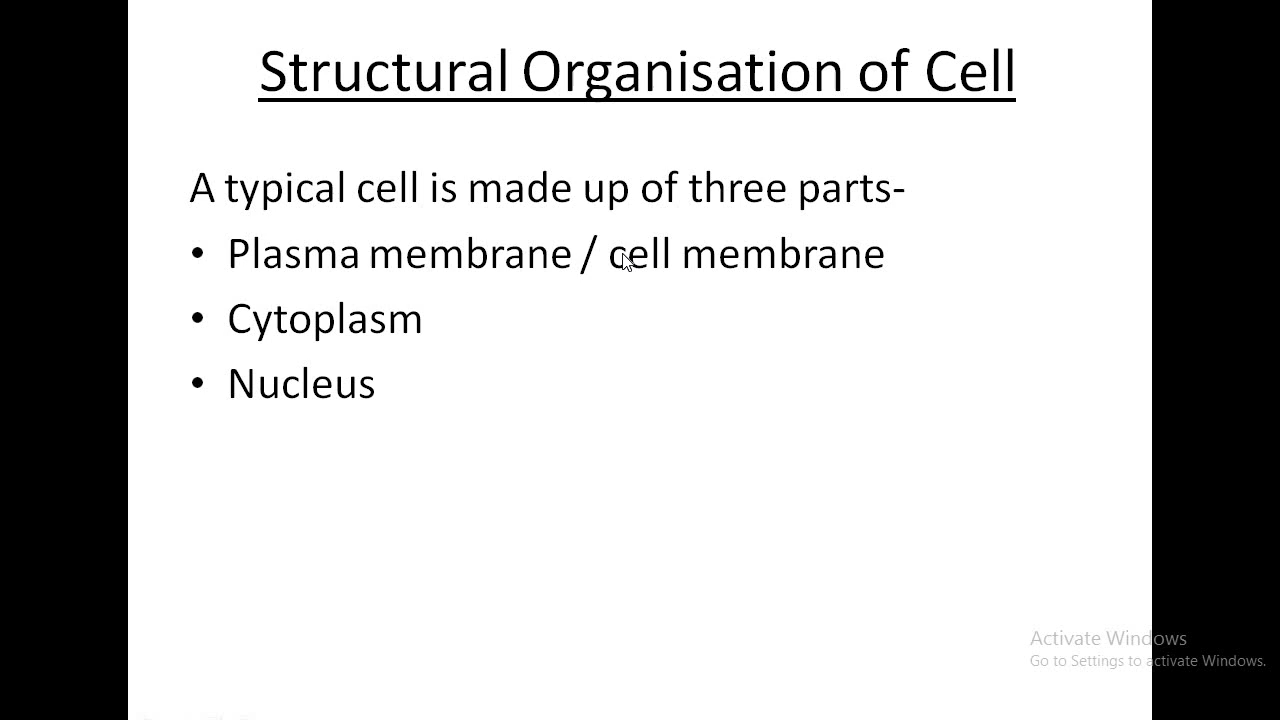 Structural Organisation of Cell
A typical cell is made up of three parts-
• Plasma membrane / cell membrane
• Cytoplasm
• Nucleus
Activate Windows
Go to Settings to activate Windows.